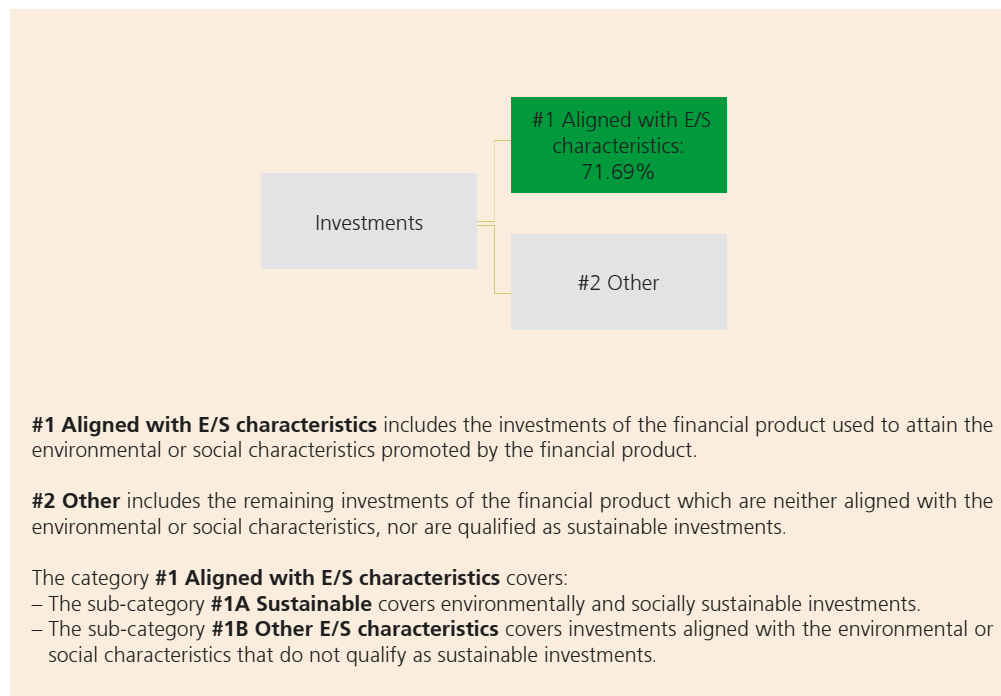 #1 Aligned with E/S
characteristics:
71.69%
Investments
#2 Other
#1 Aligned with E/S characteristics includes the investments of the financial product used to attain the
environmental or social characteristics promoted by the financial product.
#2 Other includes the remaining investments of the financial product which are neither aligned with the
environmental or social characteristics, nor are qualified as sustainable investments.
The category #1 Aligned with E/S characteristics covers:
– The sub-category #1A Sustainable covers environmentally and socially sustainable investments.
– The sub-category #1B Other E/S characteristics covers investments aligned with the environmental or
social characteristics that do not qualify as sustainable investments.